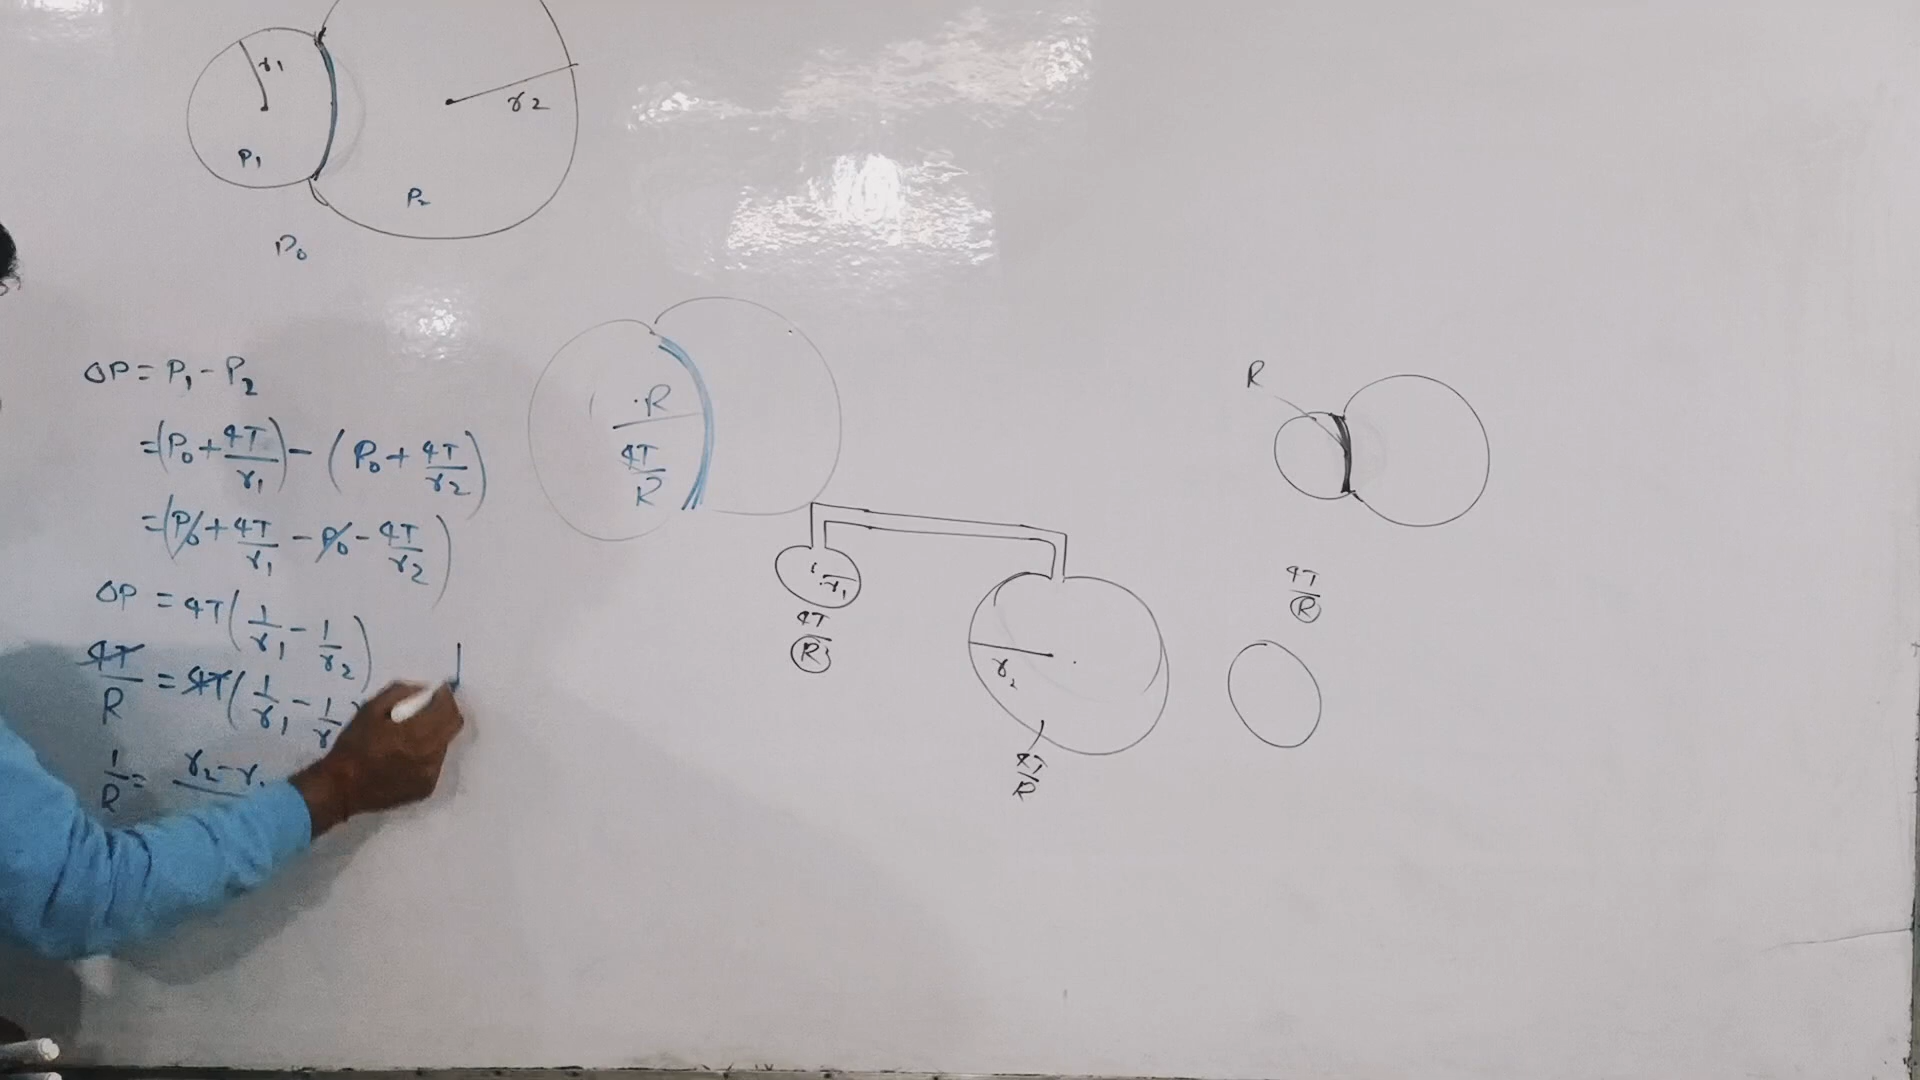 r1
r2
P1
P2
P0
ΔP = P1 - P2
= (P0 + 4T/r1) - (P0 + 4T/r2)
= (P0 + 4T/r1 - P0 - 4T/r2)
ΔP = 4T(1/r1 - 1/r2)
4T/R = 4T(1/r1 - 1/r
1/R = r2 - r
R
4T/R
r1
4T/R
r2
4T/R
R
4T/R